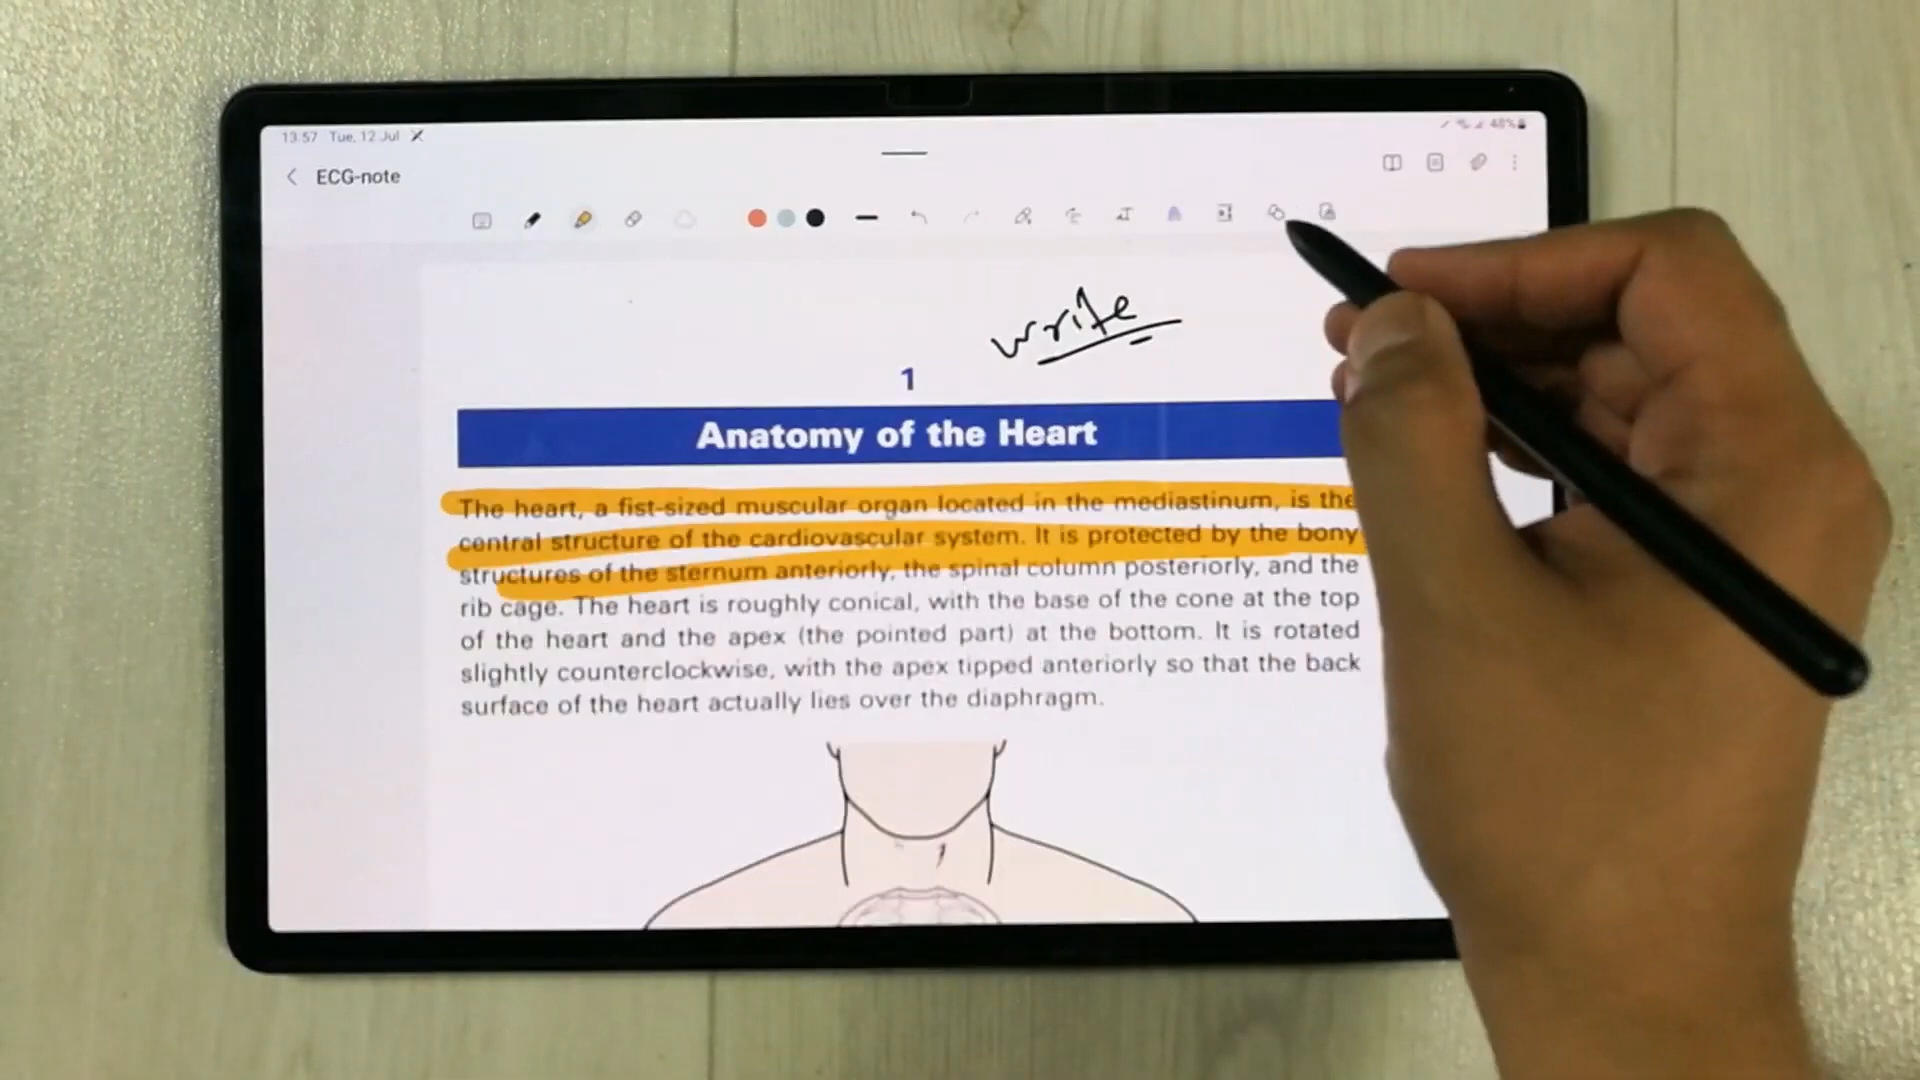 13:57 Tue, 12 Jul
48%
ECG-note
write
1
Anatomy of the Heart
The heart, a fist-sized muscular organ located in the mediastinum, is the
central structure of the cardiovascular system. It is protected by the bony
structures of the sternum anteriorly, the spinal column posteriorly, and the
rib cage. The heart is roughly conical, with the base of the cone at the top
of the heart and the apex (the pointed part) at the bottom. It is rotated
slightly counterclockwise, with the apex tipped anteriorly so that the back
surface of the heart actually lies over the diaphragm.